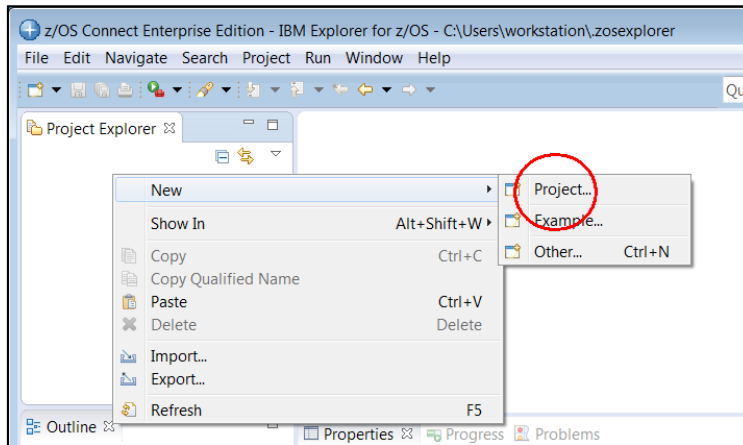 z/OS Connect Enterprise Edition - IBM Explorer for z/OS - C:\Users\workstation\.zosexplorer
File Edit Navigate Search Project Run Window Help
Qu
Project Explorer
New
Project...
Show In Alt+Shift+W
Example...
Copy Ctrl+C
Other... Ctrl+N
Copy Qualified Name
Paste Ctrl+V
Delete Delete
Import...
Export...
Refresh F5
Outline
Properties Progress Problems